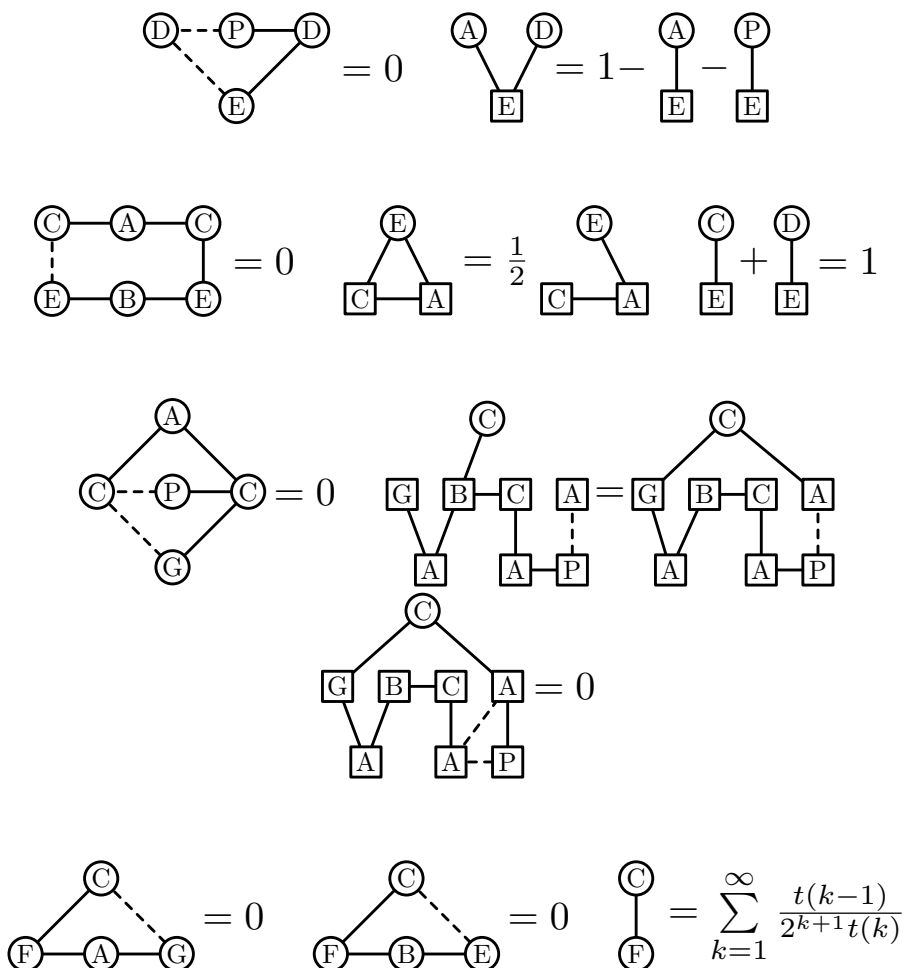 D P D
E
= 0
A D
E
= 1 −
A
E
−
P
E
C A C
E B E
= 0
E
C A
= 1/2
E
C A
C
E
+
D
E
= 1
A
C P C
G
= 0
C
G B C A
A A P
=
C
G B C A
A A P
C
G B C A
A A P
= 0
C
F A G
= 0
C
F B E
= 0
C
F
= ∞∑k=1 t(k−1)/2^{k+1}t(k)